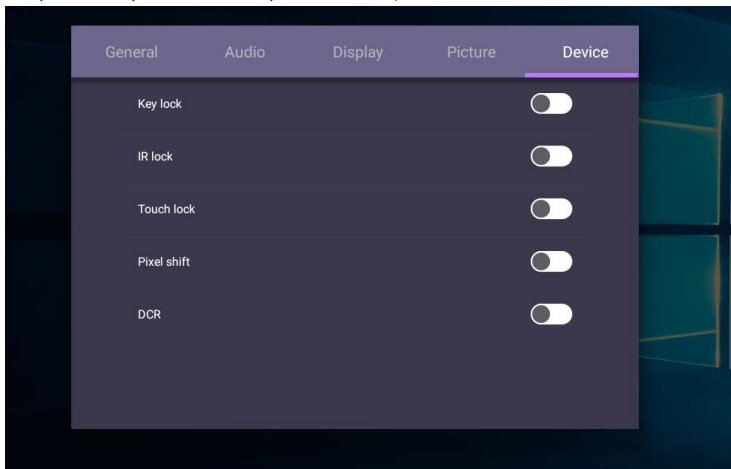 General Audio Display Picture Device
Key lock
IR lock
Touch lock
Pixel shift
DCR